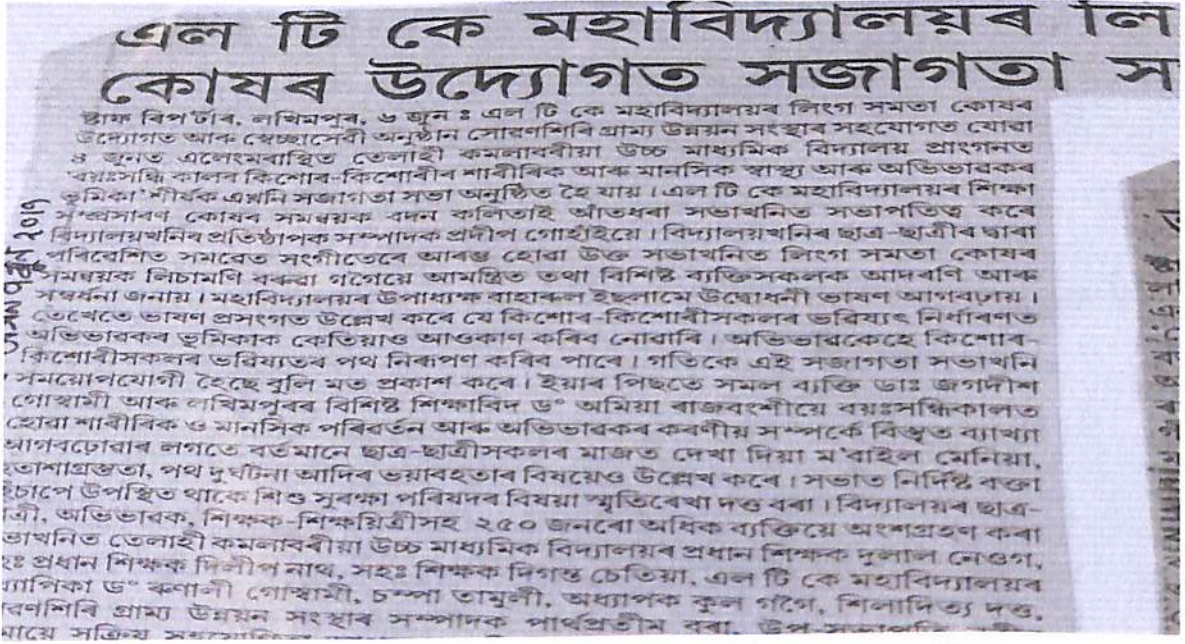 এল টি কে মহাবিদ্যালয়ৰ লি
কোষৰ উদ্যোগত সজাগতা স
ষ্টাফ ৰিপৰ্টাৰ, লখিমপুৰ, ৬ জুন ঃ এল টি কে মহাবিদ্যালয়ৰ লিংগ সমতা কোষৰ
উদ্যোগত আৰু স্বেচ্ছাসেৱী অনুষ্ঠান সোৱণশিৰি গ্ৰাম্য উন্নয়ন সংস্থাৰ সহযোগত যোৱা
৪ জুনত এলেংমৰাস্থিত তেলাহী কমলাবৰীয়া উচ্চ মাধ্যমিক বিদ্যালয় প্ৰাংগনত
'বয়ঃসন্ধি কালৰ কিশোৰ-কিশোৰীৰ শাৰীৰিক আৰু মানসিক স্বাস্থ্য আৰু অভিভাৱকৰ
ভূমিকা' শীৰ্ষক এখনি সজাগতা সভা অনুষ্ঠিত হৈ যায়। এল টি কে মহাবিদ্যালয়ৰ শিক্ষা
সম্প্ৰসাৰণ কোষৰ সমন্বয়ক বদন কলিতাই আঁতধৰা সভাখনিত সভাপতিত্ব কৰে
বিদ্যালয়খনিৰ প্ৰতিষ্ঠাপক সম্পাদক প্ৰদীপ গোহাঁইয়ে। বিদ্যালয়খনিৰ ছাত্ৰ-ছাত্ৰীৰ দ্বাৰা
পৰিবেশিত সমবেত সংগীতেৰে আৰম্ভ হোৱা উক্ত সভাখনিত লিংগ সমতা কোষৰ
সমন্বয়ক লিচামণি বৰুৱা গগৈয়ে আমন্ত্ৰিত তথা বিশিষ্ট ব্যক্তিসকলক আদৰণি আৰু
সম্বৰ্ধনা জনায়। মহাবিদ্যালয়ৰ উপাধ্যক্ষ বাহাৰুল ইছলামে উদ্বোধনী ভাষণ আগবঢ়ায়।
তেখেতে ভাষণ প্ৰসংগত উল্লেখ কৰে যে কিশোৰ-কিশোৰীসকলৰ ভৱিষ্যৎ নিৰ্ধাৰণত
অভিভাৱকৰ ভূমিকাক কেতিয়াও আওকাণ কৰিব নোৱাৰি। অভিভাৱকেহে কিশোৰ-
কিশোৰীসকলৰ ভৱিষ্যতৰ পথ নিৰূপণ কৰিব পাৰে। গতিকে এই সজাগতা সভাখনি
সময়োপযোগী হৈছে বুলি মত প্ৰকাশ কৰে। ইয়াৰ পিছতে সমল ব্যক্তি ডাঃ জগদীশ
গোস্বামী আৰু লখিমপুৰৰ বিশিষ্ট শিক্ষাবিদ ড° অমিয়া ৰাজবংশীয়ে বয়ঃসন্ধিকালত
হোৱা শাৰীৰিক ও মানসিক পৰিবৰ্তন আৰু অভিভাৱকৰ কৰণীয় সম্পৰ্কে বিস্তৃত ব্যাখ্যা
আগবঢ়োৱাৰ লগতে বৰ্তমানে ছাত্ৰ-ছাত্ৰীসকলৰ মাজত দেখা দিয়া ম'বাইল মেনিয়া,
হতাশাগ্ৰস্ততা, পথ দুৰ্ঘটনা আদিৰ ভয়াবহতাৰ বিষয়েও উল্লেখ কৰে। সভাত নিৰ্দিষ্ট বক্তা
হিচাপে উপস্থিত থাকে শিশু সুৰক্ষা পৰিষদৰ বিষয়া স্মৃতিৰেখা দত্ত বৰা। বিদ্যালয়ৰ ছাত্ৰ-
ত্ৰী, অভিভাৱক, শিক্ষক-শিক্ষয়িত্ৰীসহ ২৫০ জনৰো অধিক ব্যক্তিয়ে অংশগ্ৰহণ কৰা
ভাখনিত তেলাহী কমলাবৰীয়া উচ্চ মাধ্যমিক বিদ্যালয়ৰ প্ৰধান শিক্ষক দুলাল নেওগ,
হঃ প্ৰধান শিক্ষক দিলীপ নাথ, সহঃ শিক্ষক দিগন্ত চেতিয়া, এল টি কে মহাবিদ্যালয়ৰ
ধ্যাপিকা ড° ৰুণালী গোস্বামী, চম্পা তামুলী, অধ্যাপক কুল গগৈ, শিলাদিত্য দত্ত,
ৱণশিৰি গ্ৰাম্য উন্নয়ন সংস্থাৰ সম্পাদক পাৰ্থপ্ৰতীম বৰা,
২০১৯